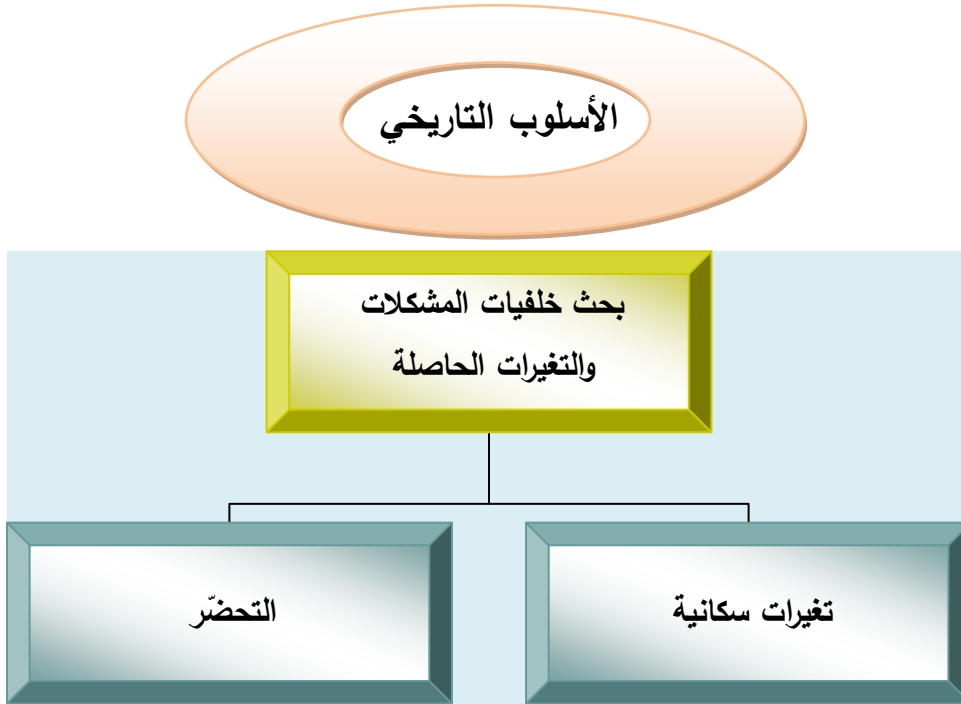 الأسلوب التاريخي
بحث خلفيات المشكلات
والتغيرات الحاصلة
تغيرات سكانية
التحضّر